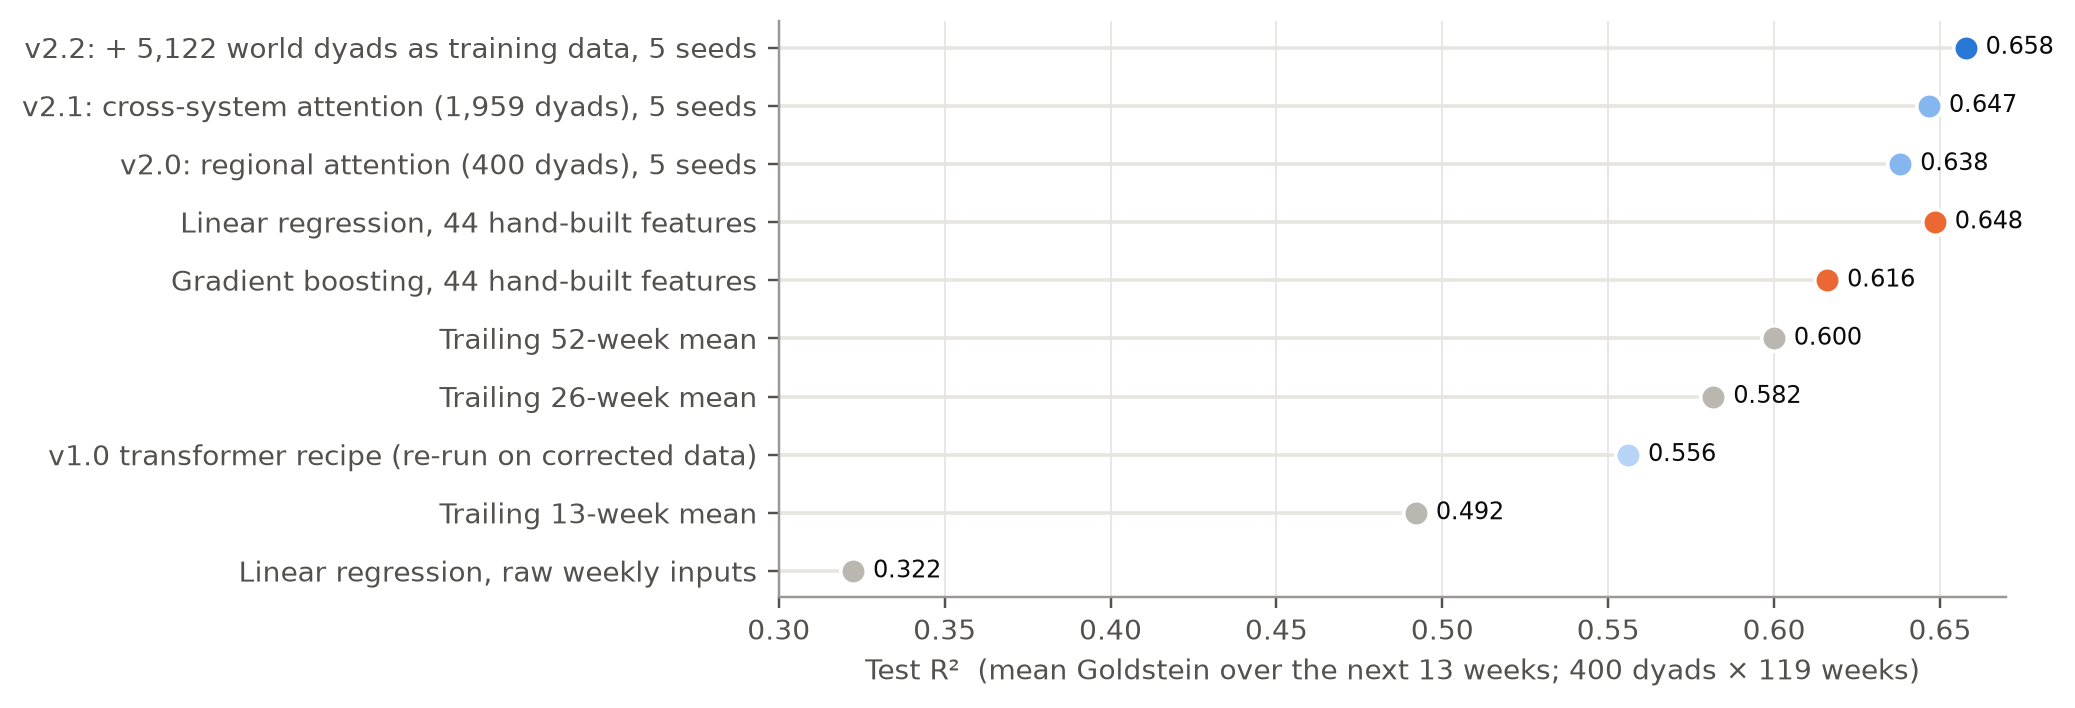 v2.2: + 5,122 world dyads as training data, 5 seeds 0.658
v2.1: cross-system attention (1,959 dyads), 5 seeds 0.647
v2.0: regional attention (400 dyads), 5 seeds 0.638
Linear regression, 44 hand-built features 0.648
Gradient boosting, 44 hand-built features 0.616
Trailing 52-week mean 0.600
Trailing 26-week mean 0.582
v1.0 transformer recipe (re-run on corrected data) 0.556
Trailing 13-week mean 0.492
Linear regression, raw weekly inputs 0.322
0.30 0.35 0.40 0.45 0.50 0.55 0.60 0.65
Test R² (mean Goldstein over the next 13 weeks; 400 dyads × 119 weeks)